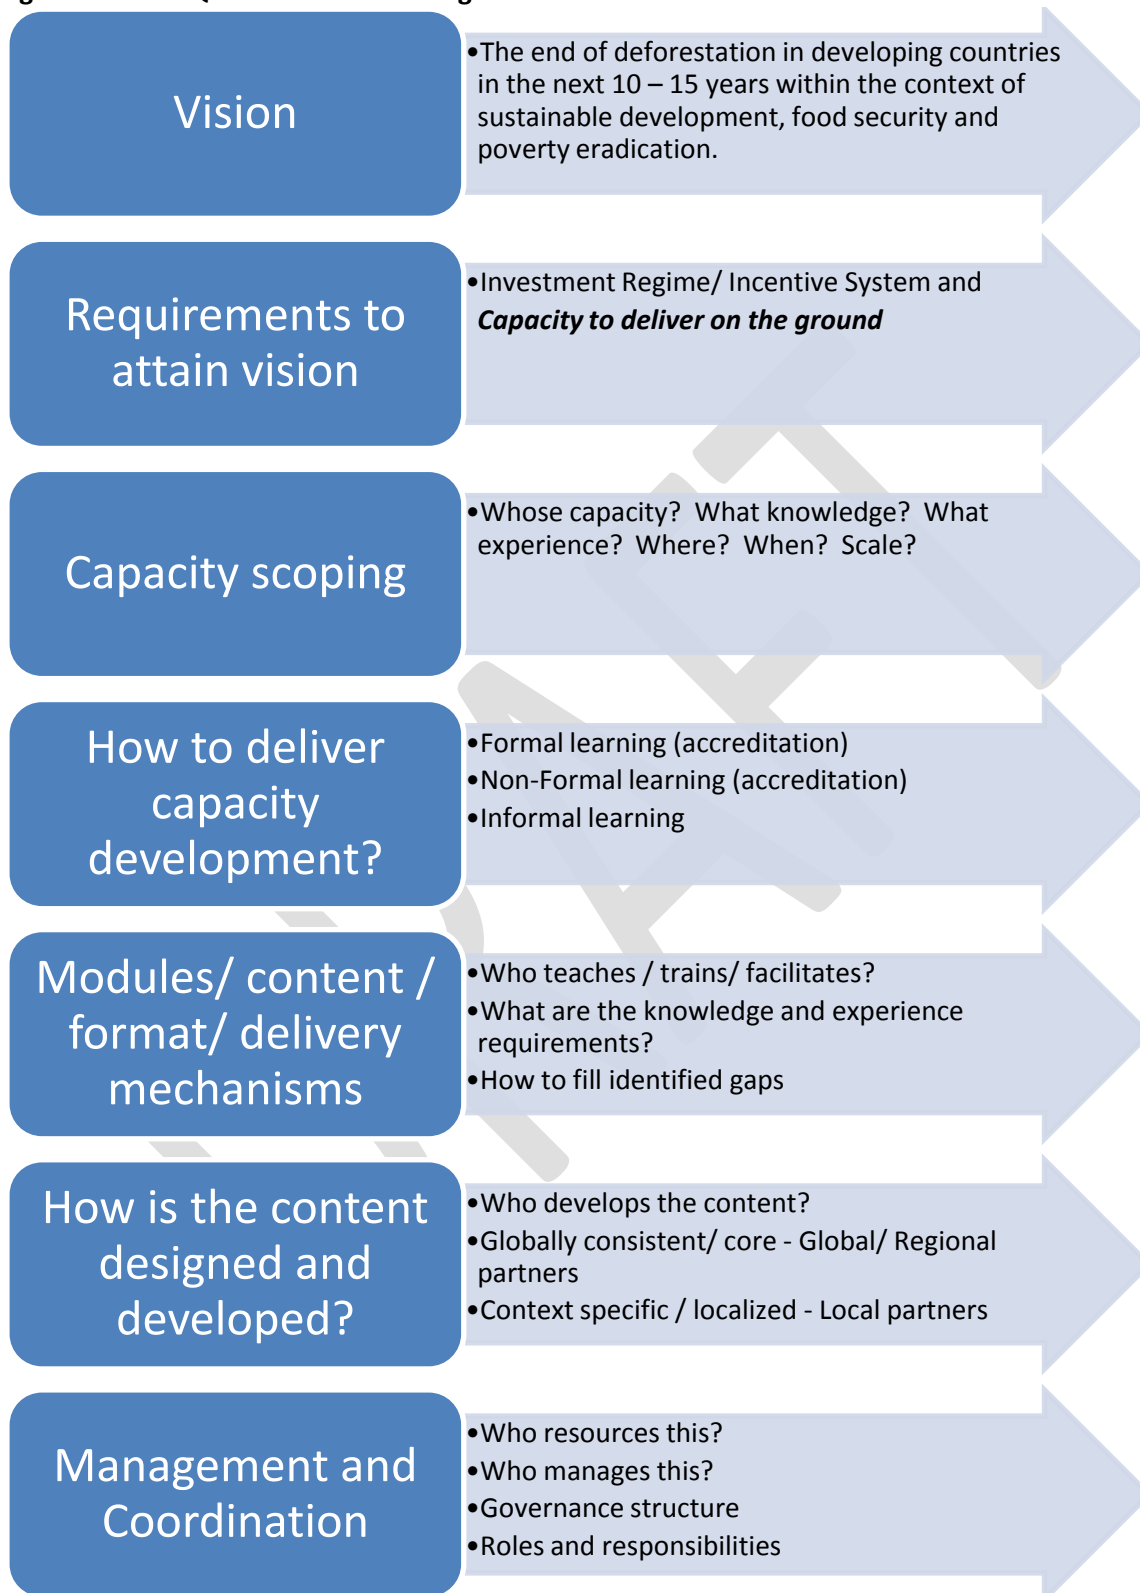 Vision
•The end of deforestation in developing countries
in the next 10 – 15 years within the context of
sustainable development, food security and
poverty eradication.
Requirements to
attain vision
•Investment Regime/ Incentive System and
Capacity to deliver on the ground
Capacity scoping
•Whose capacity?  What knowledge?  What
experience?  Where?  When?  Scale?
How to deliver
capacity
development?
•Formal learning (accreditation)
•Non-Formal learning (accreditation)
•Informal learning
Modules/ content /
format/ delivery
mechanisms
•Who teaches / trains/ facilitates?
•What are the knowledge and experience
requirements?
•How to fill identified gaps
How is the content
designed and
developed?
•Who develops the content?
•Globally consistent/ core - Global/ Regional
partners
•Context specific / localized - Local partners
Management and
Coordination
•Who resources this?
•Who manages this?
•Governance structure
•Roles and responsibilities
DRAFT